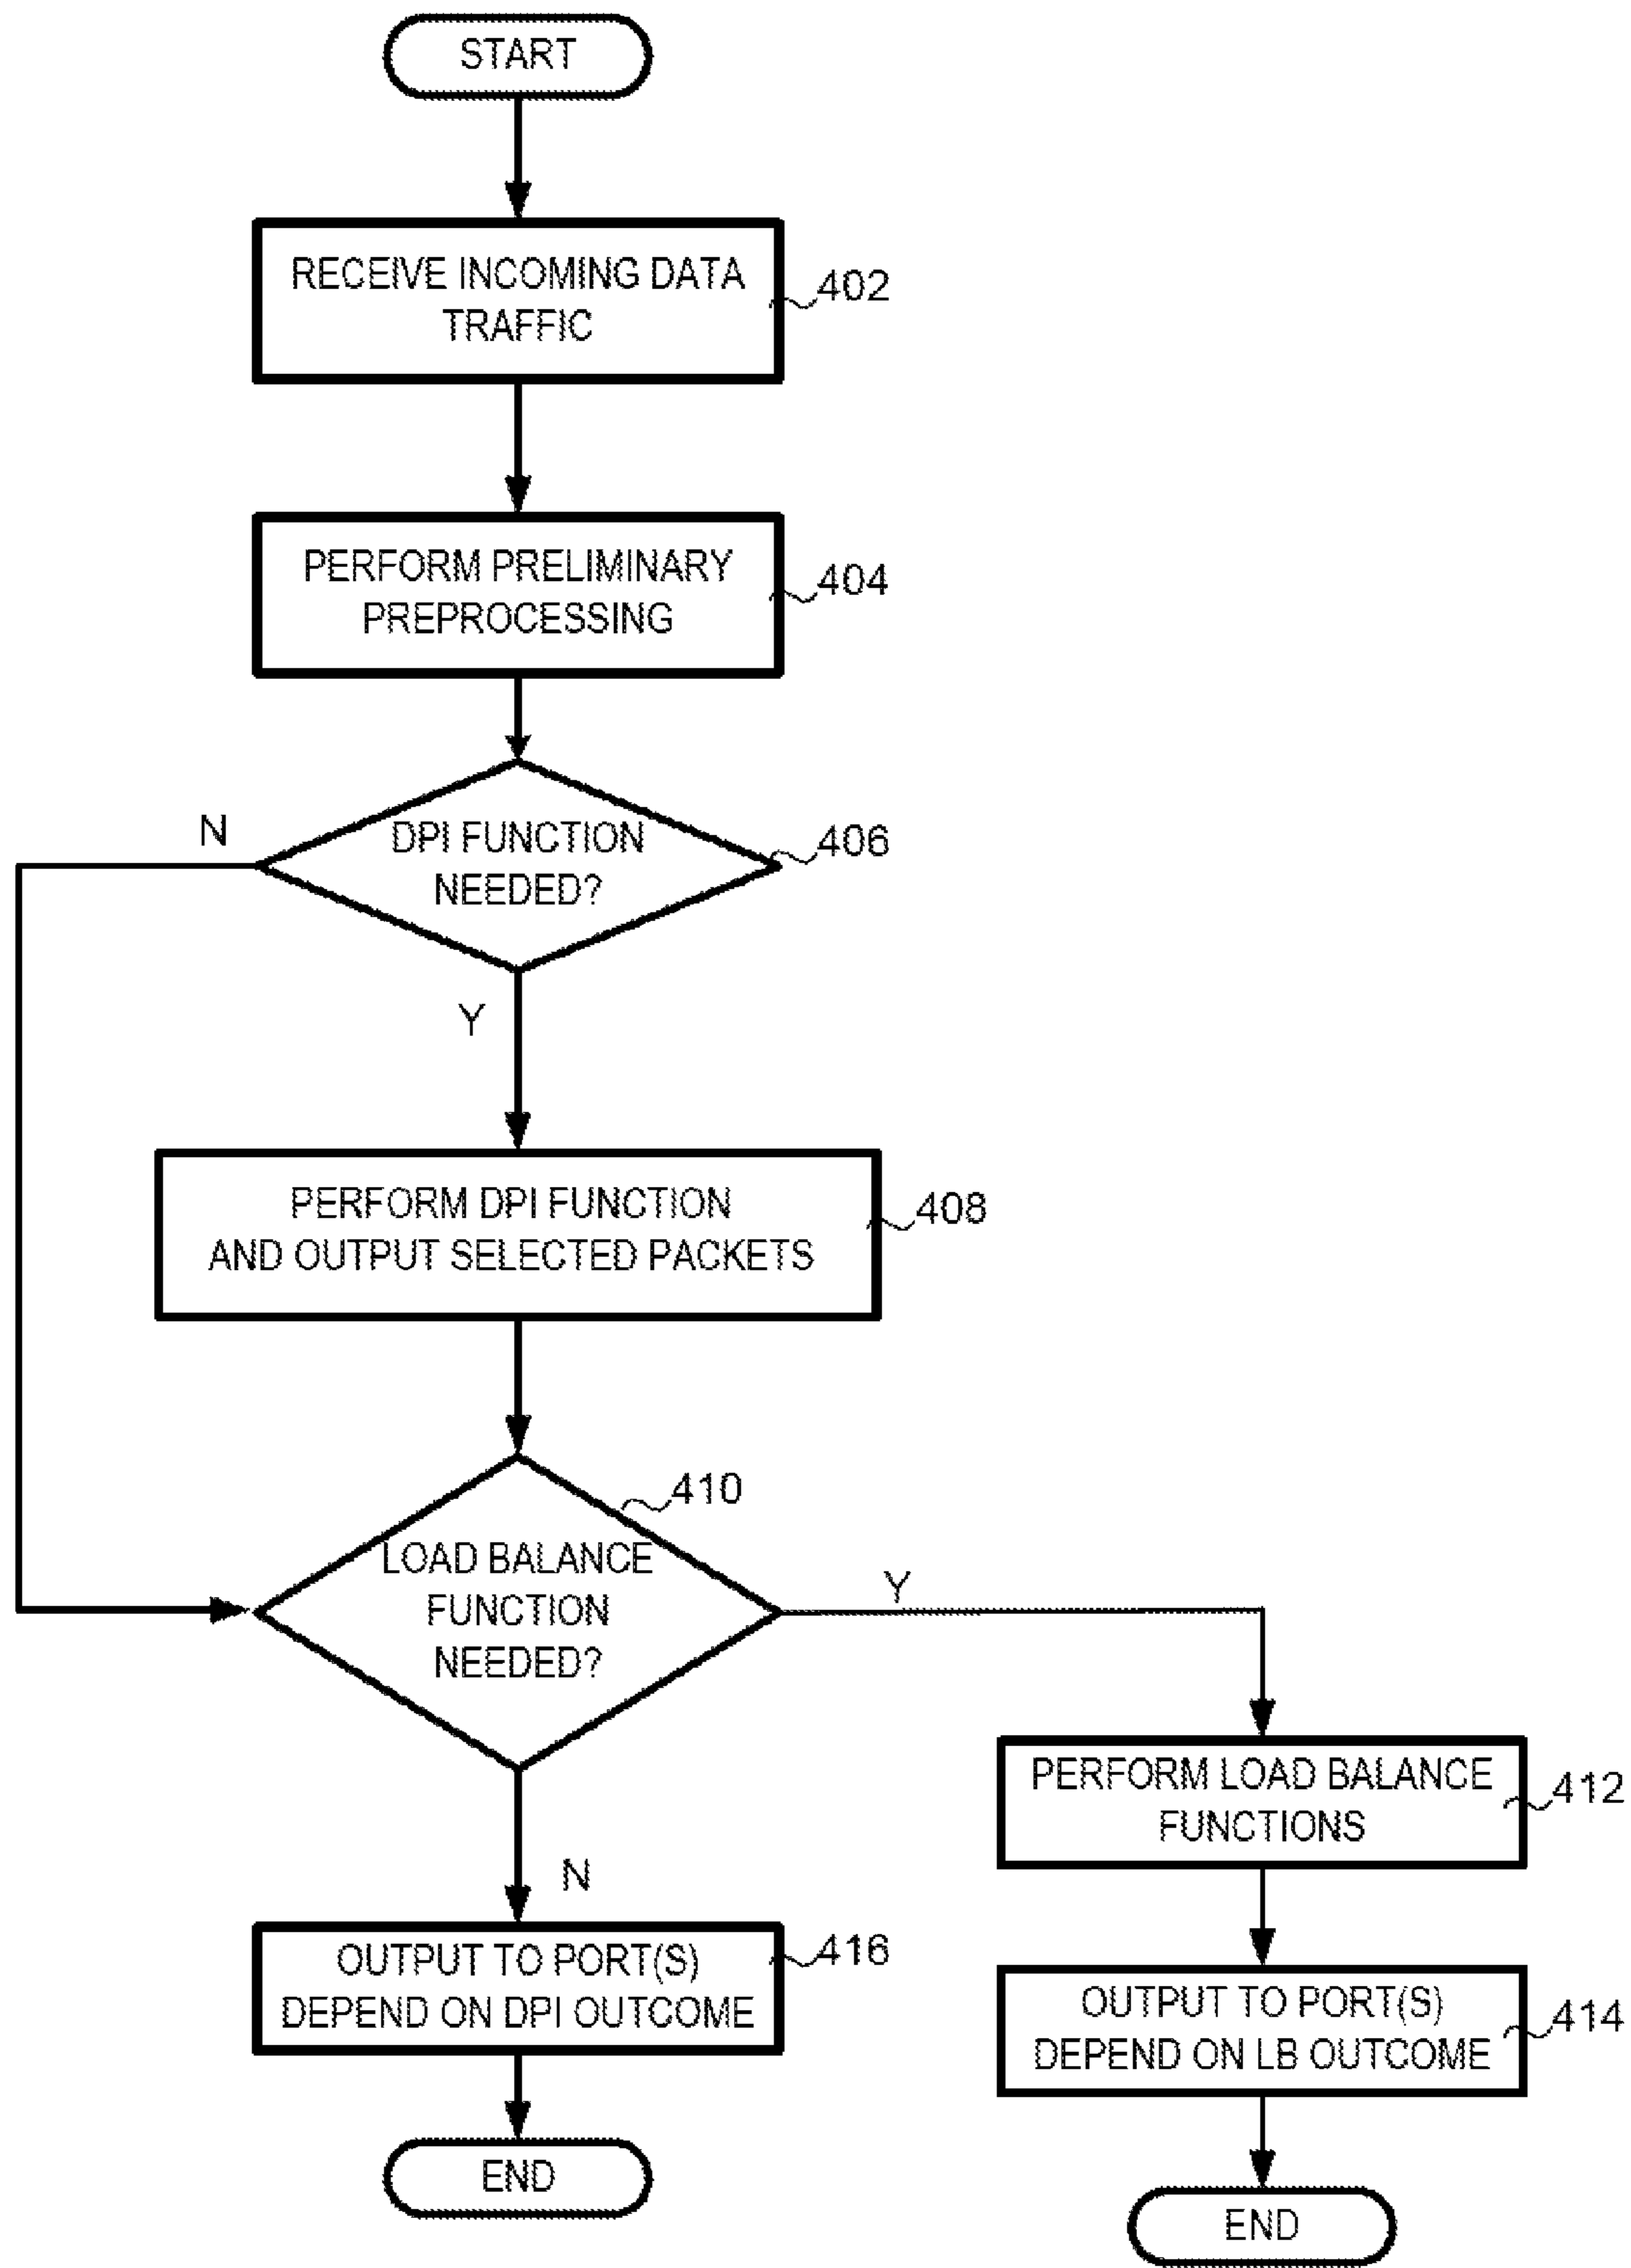 START
RECEIVE INCOMING DATA
TRAFFIC
402
PERFORM PRELIMINARY
PREPROCESSING
404
N
DPI FUNCTION
NEEDED?
406
Y
PERFORM DPI FUNCTION
AND OUTPUT SELECTED PACKETS
408
410
LOAD BALANCE
FUNCTION
NEEDED?
Y
PERFORM LOAD BALANCE
FUNCTIONS
412
N
OUTPUT TO PORT(S)
DEPEND ON DPI OUTCOME
416
OUTPUT TO PORT(S)
DEPEND ON LB OUTCOME
414
END
END